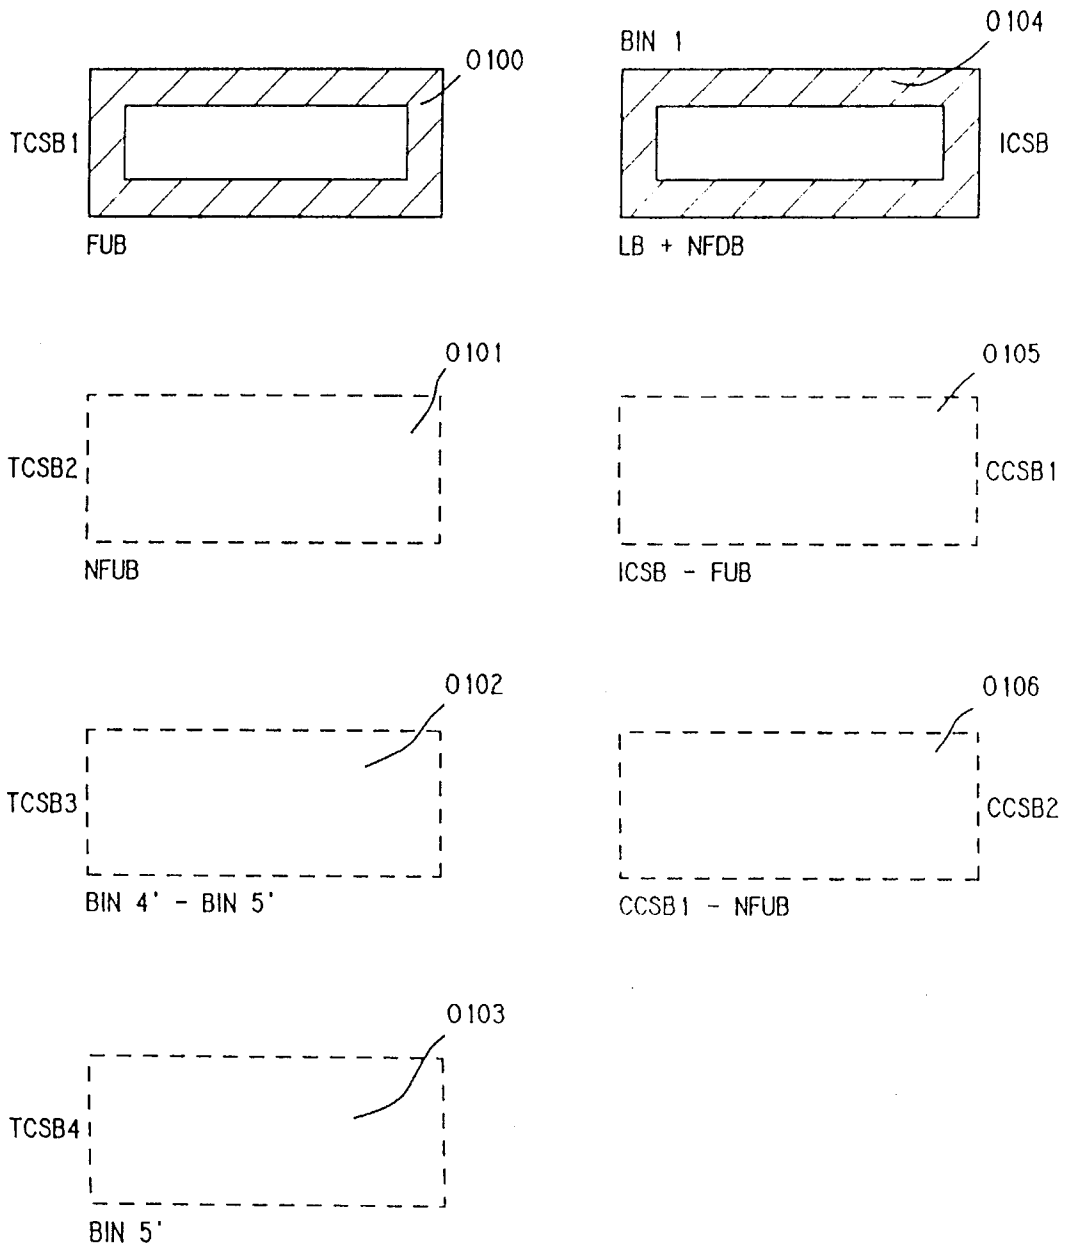 0100
TCSB1
FUB
BIN 1
0104
ICSB
LB + NFDB
0101
TCSB2
NFUB
0105
CCSB1
ICSB - FUB
0102
TCSB3
BIN 4' - BIN 5'
0106
CCSB2
CCSB1 - NFUB
0103
TCSB4
BIN 5'